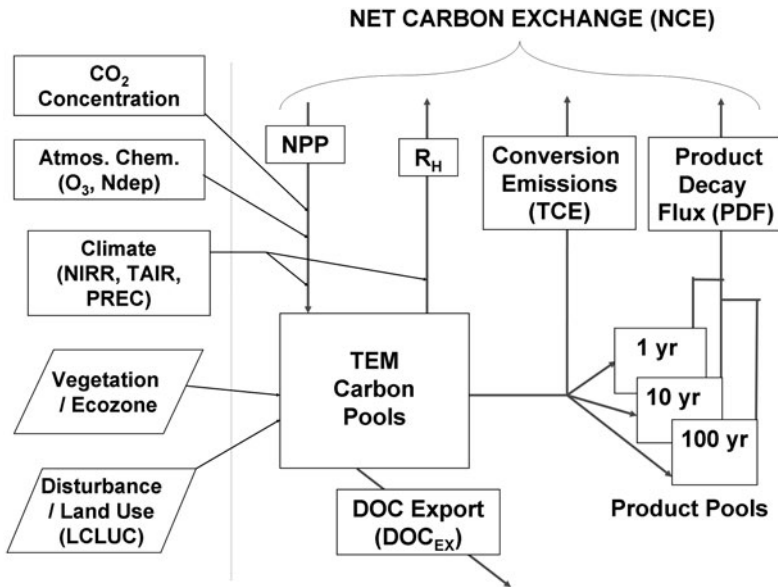 NET CARBON EXCHANGE (NCE)
CO₂
Concentration
Atmos. Chem.
(O₃, Ndep)
Climate
(NIRR, TAIR,
PREC)
Vegetation
/ Ecozone
Disturbance
/ Land Use
(LCLUC)
NPP
R_H
Conversion
Emissions
(TCE)
Product
Decay
Flux (PDF)
TEM
Carbon
Pools
1 yr
10 yr
100 yr
Product Pools
DOC Export
(DOC_EX)